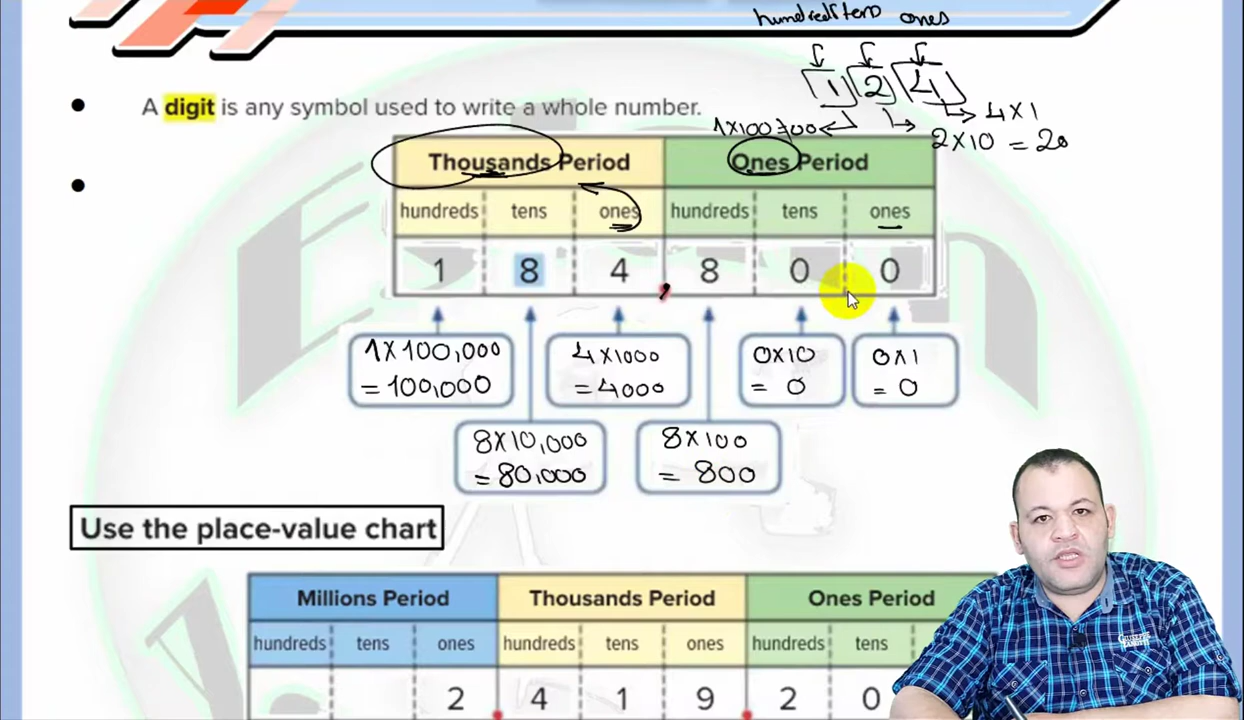 hundreds tens ones
1 2 4
4×1
1×100=100
2×10 = 20
A digit is any symbol used to write a whole number.
Thousands Period Ones Period
hundreds tens ones hundreds tens ones
1 8 4 , 8 0 0
1×100,000
= 100,000
4×1000
= 4000
0×10
= 0
0×1
= 0
8×10,000
= 80,000
8×100
= 800
Use the place-value chart
Millions Period Thousands Period Ones Period
hundreds tens ones hundreds tens ones hundreds tens
2 4 1 9 2 0